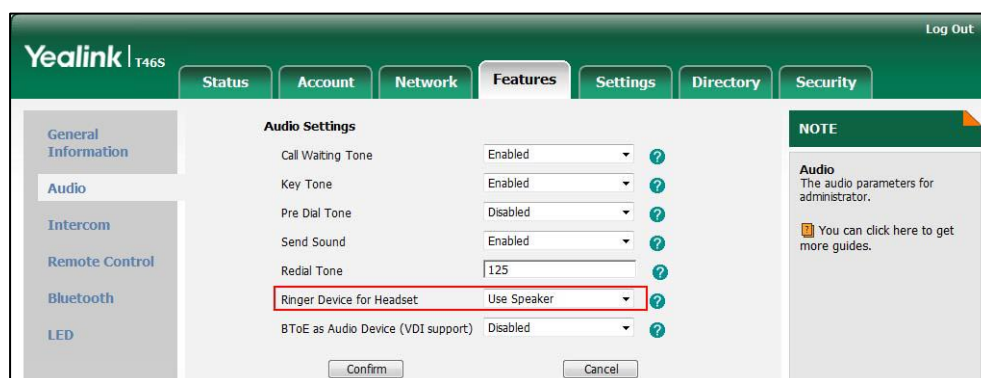 Log Out
Yealink | T46S
Status Account Network Features Settings Directory Security
General
Information
Audio
Intercom
Remote Control
Bluetooth
LED
Audio Settings
Call Waiting Tone Enabled ?
Key Tone Enabled ?
Pre Dial Tone Disabled ?
Send Sound Enabled ?
Redial Tone 125 ?
Ringer Device for Headset Use Speaker ?
BToE as Audio Device (VDI support) Disabled ?
Confirm Cancel
NOTE
Audio
The audio parameters for
administrator.
? You can click here to get
more guides.